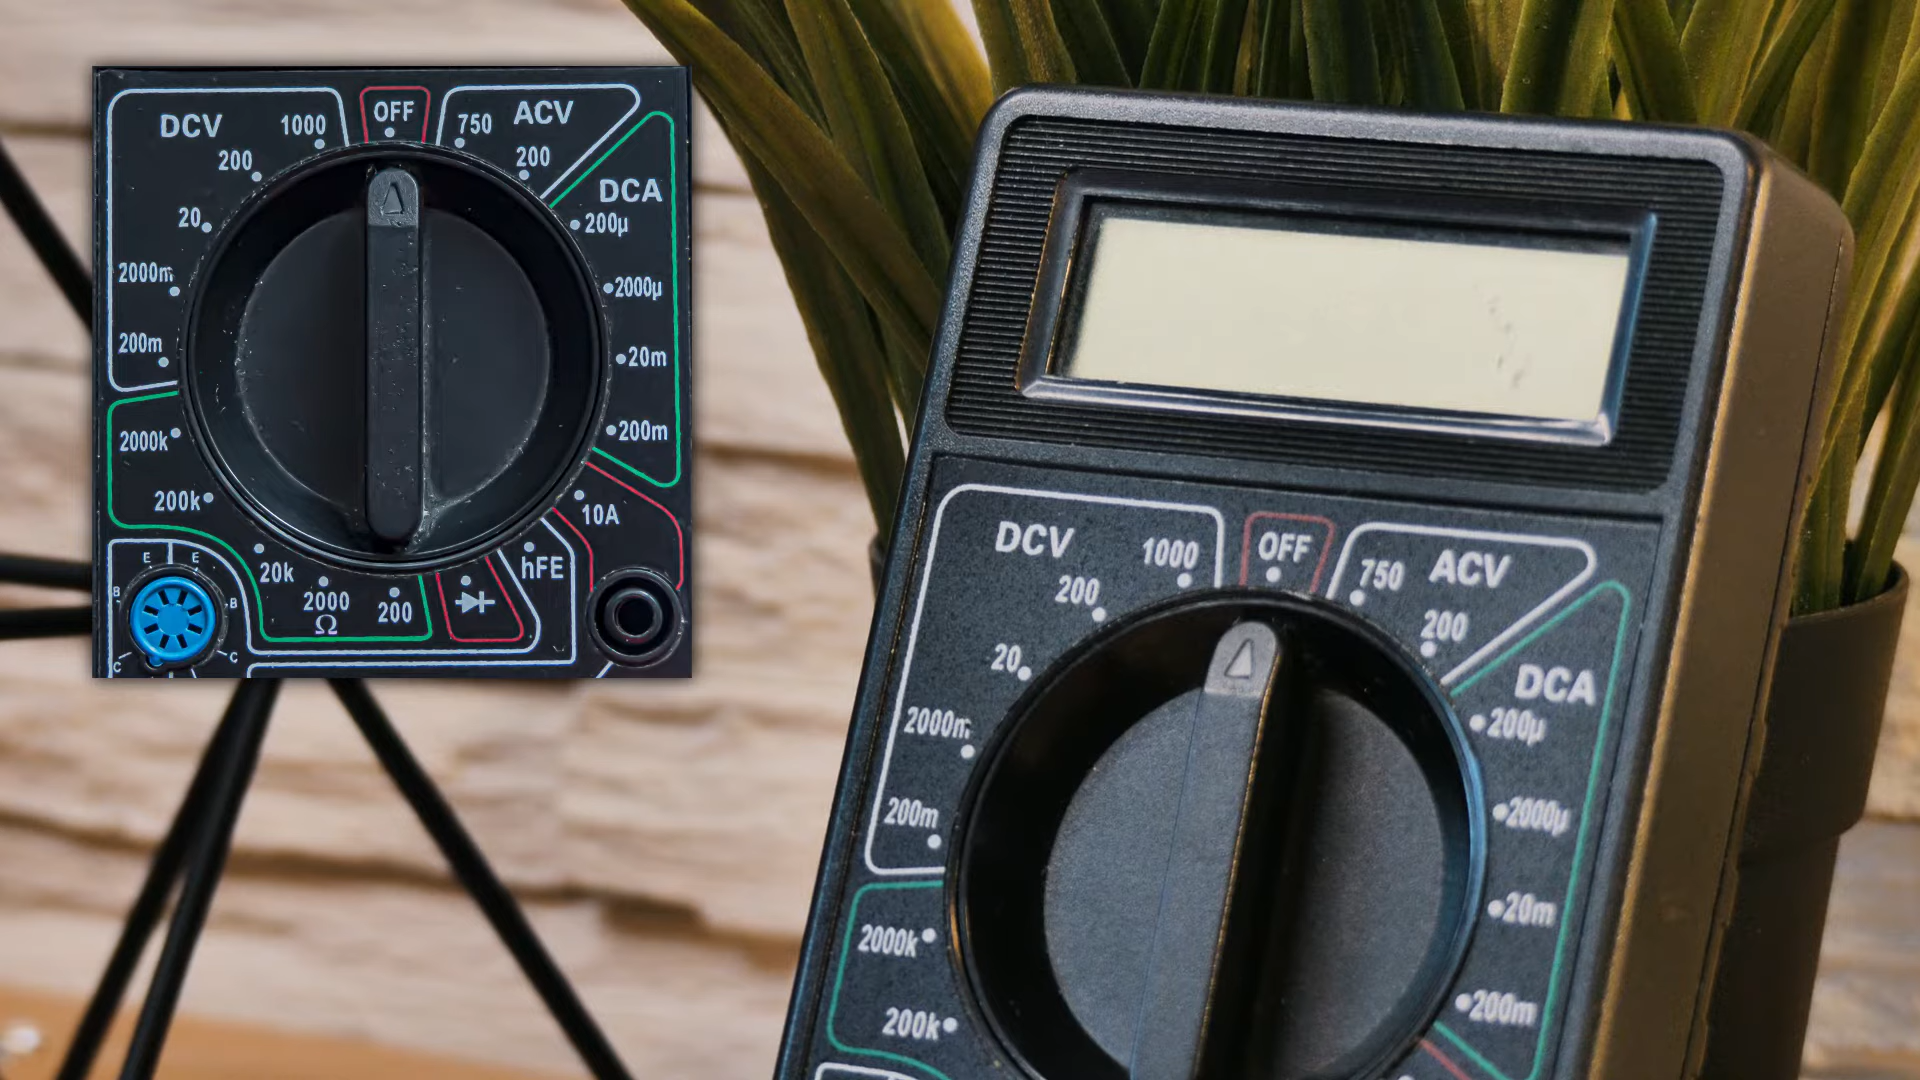 OFF
DCV 1000 750 ACV
200 200
DCA
20 200µ
2000m 2000µ
200m 20m
2000k 200m
200k 10A
20k 2000 200 hFE
Ω
E E
B B
C C
DCV 1000 OFF 750 ACV
200 200
20 DCA
2000m 200µ
200m 2000µ
2000k 20m
200k 200m